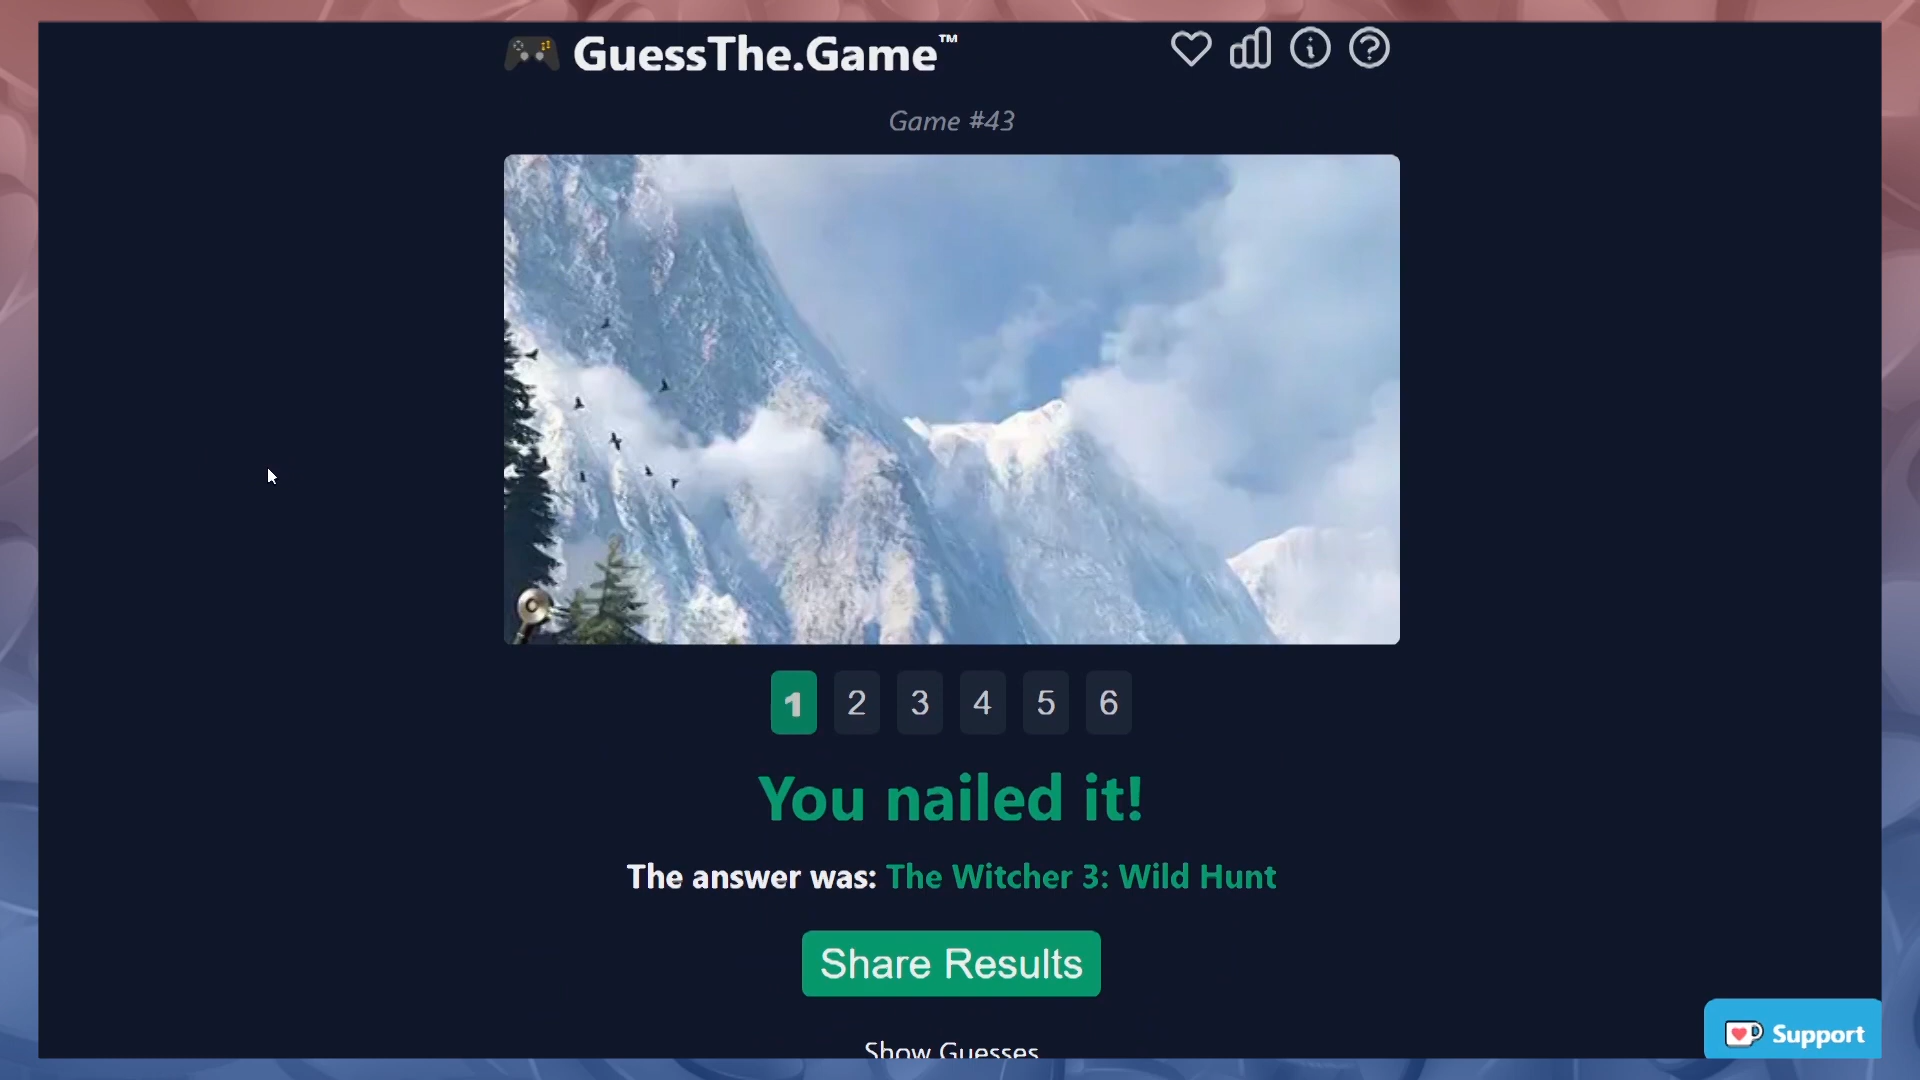 GuessThe.Game™
Game #43
1 2 3 4 5 6
You nailed it!
The answer was: The Witcher 3: Wild Hunt
Share Results
Show Guesses
Support